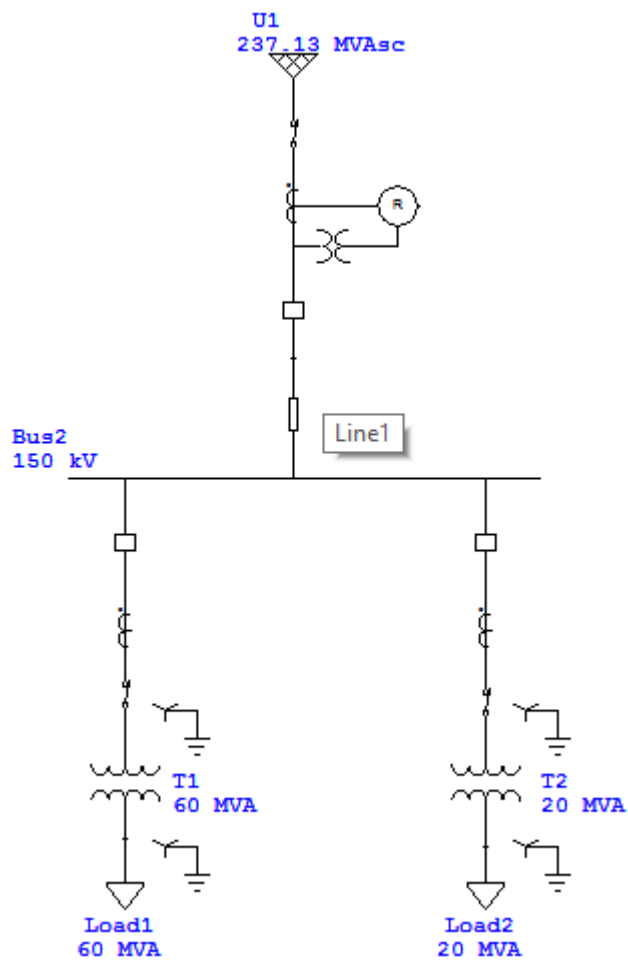 U1
237.13 MVAsc
R
Line1
Bus2
150 kV
T1
60 MVA
T2
20 MVA
Load1
60 MVA
Load2
20 MVA